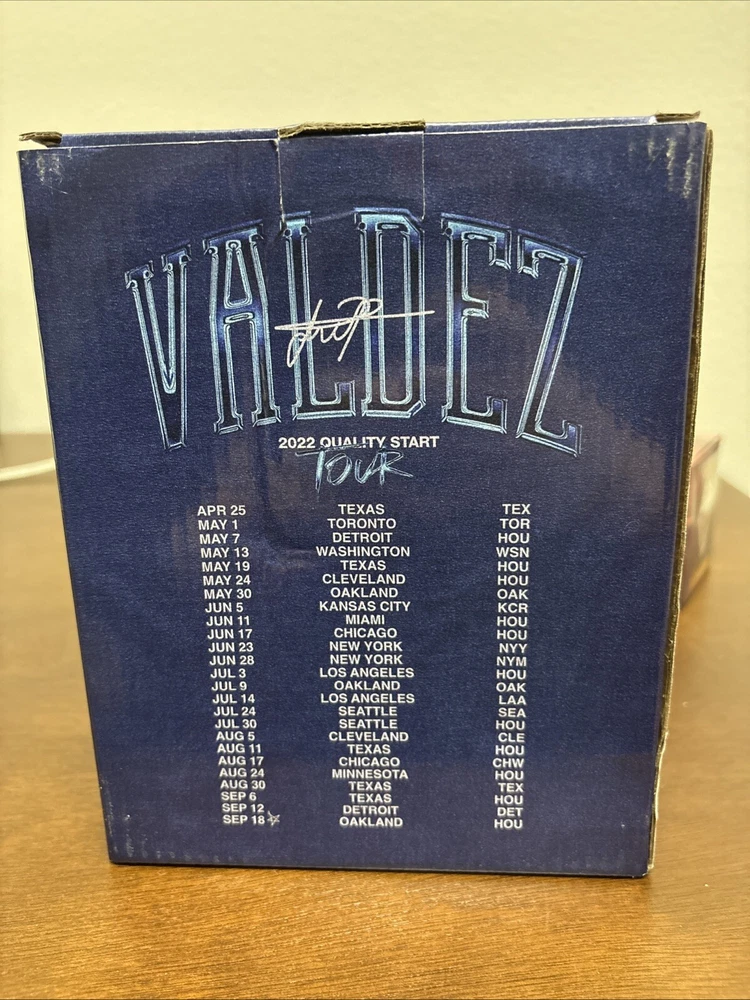 VALDEZ
2022 QUALITY START
TOUR
APR 25 TEXAS TEX
MAY 1 TORONTO TOR
MAY 7 DETROIT HOU
MAY 13 WASHINGTON WSN
MAY 19 TEXAS HOU
MAY 24 CLEVELAND HOU
MAY 30 OAKLAND OAK
JUN 5 KANSAS CITY KCR
JUN 11 MIAMI HOU
JUN 17 CHICAGO HOU
JUN 23 NEW YORK NYY
JUN 28 NEW YORK NYM
JUL 3 LOS ANGELES HOU
JUL 9 OAKLAND OAK
JUL 14 LOS ANGELES LAA
JUL 24 SEATTLE SEA
JUL 30 SEATTLE HOU
AUG 5 CLEVELAND CLE
AUG 11 TEXAS HOU
AUG 17 CHICAGO CHW
AUG 24 MINNESOTA HOU
AUG 30 TEXAS TEX
SEP 6 TEXAS HOU
SEP 12 DETROIT DET
SEP 18 OAKLAND HOU